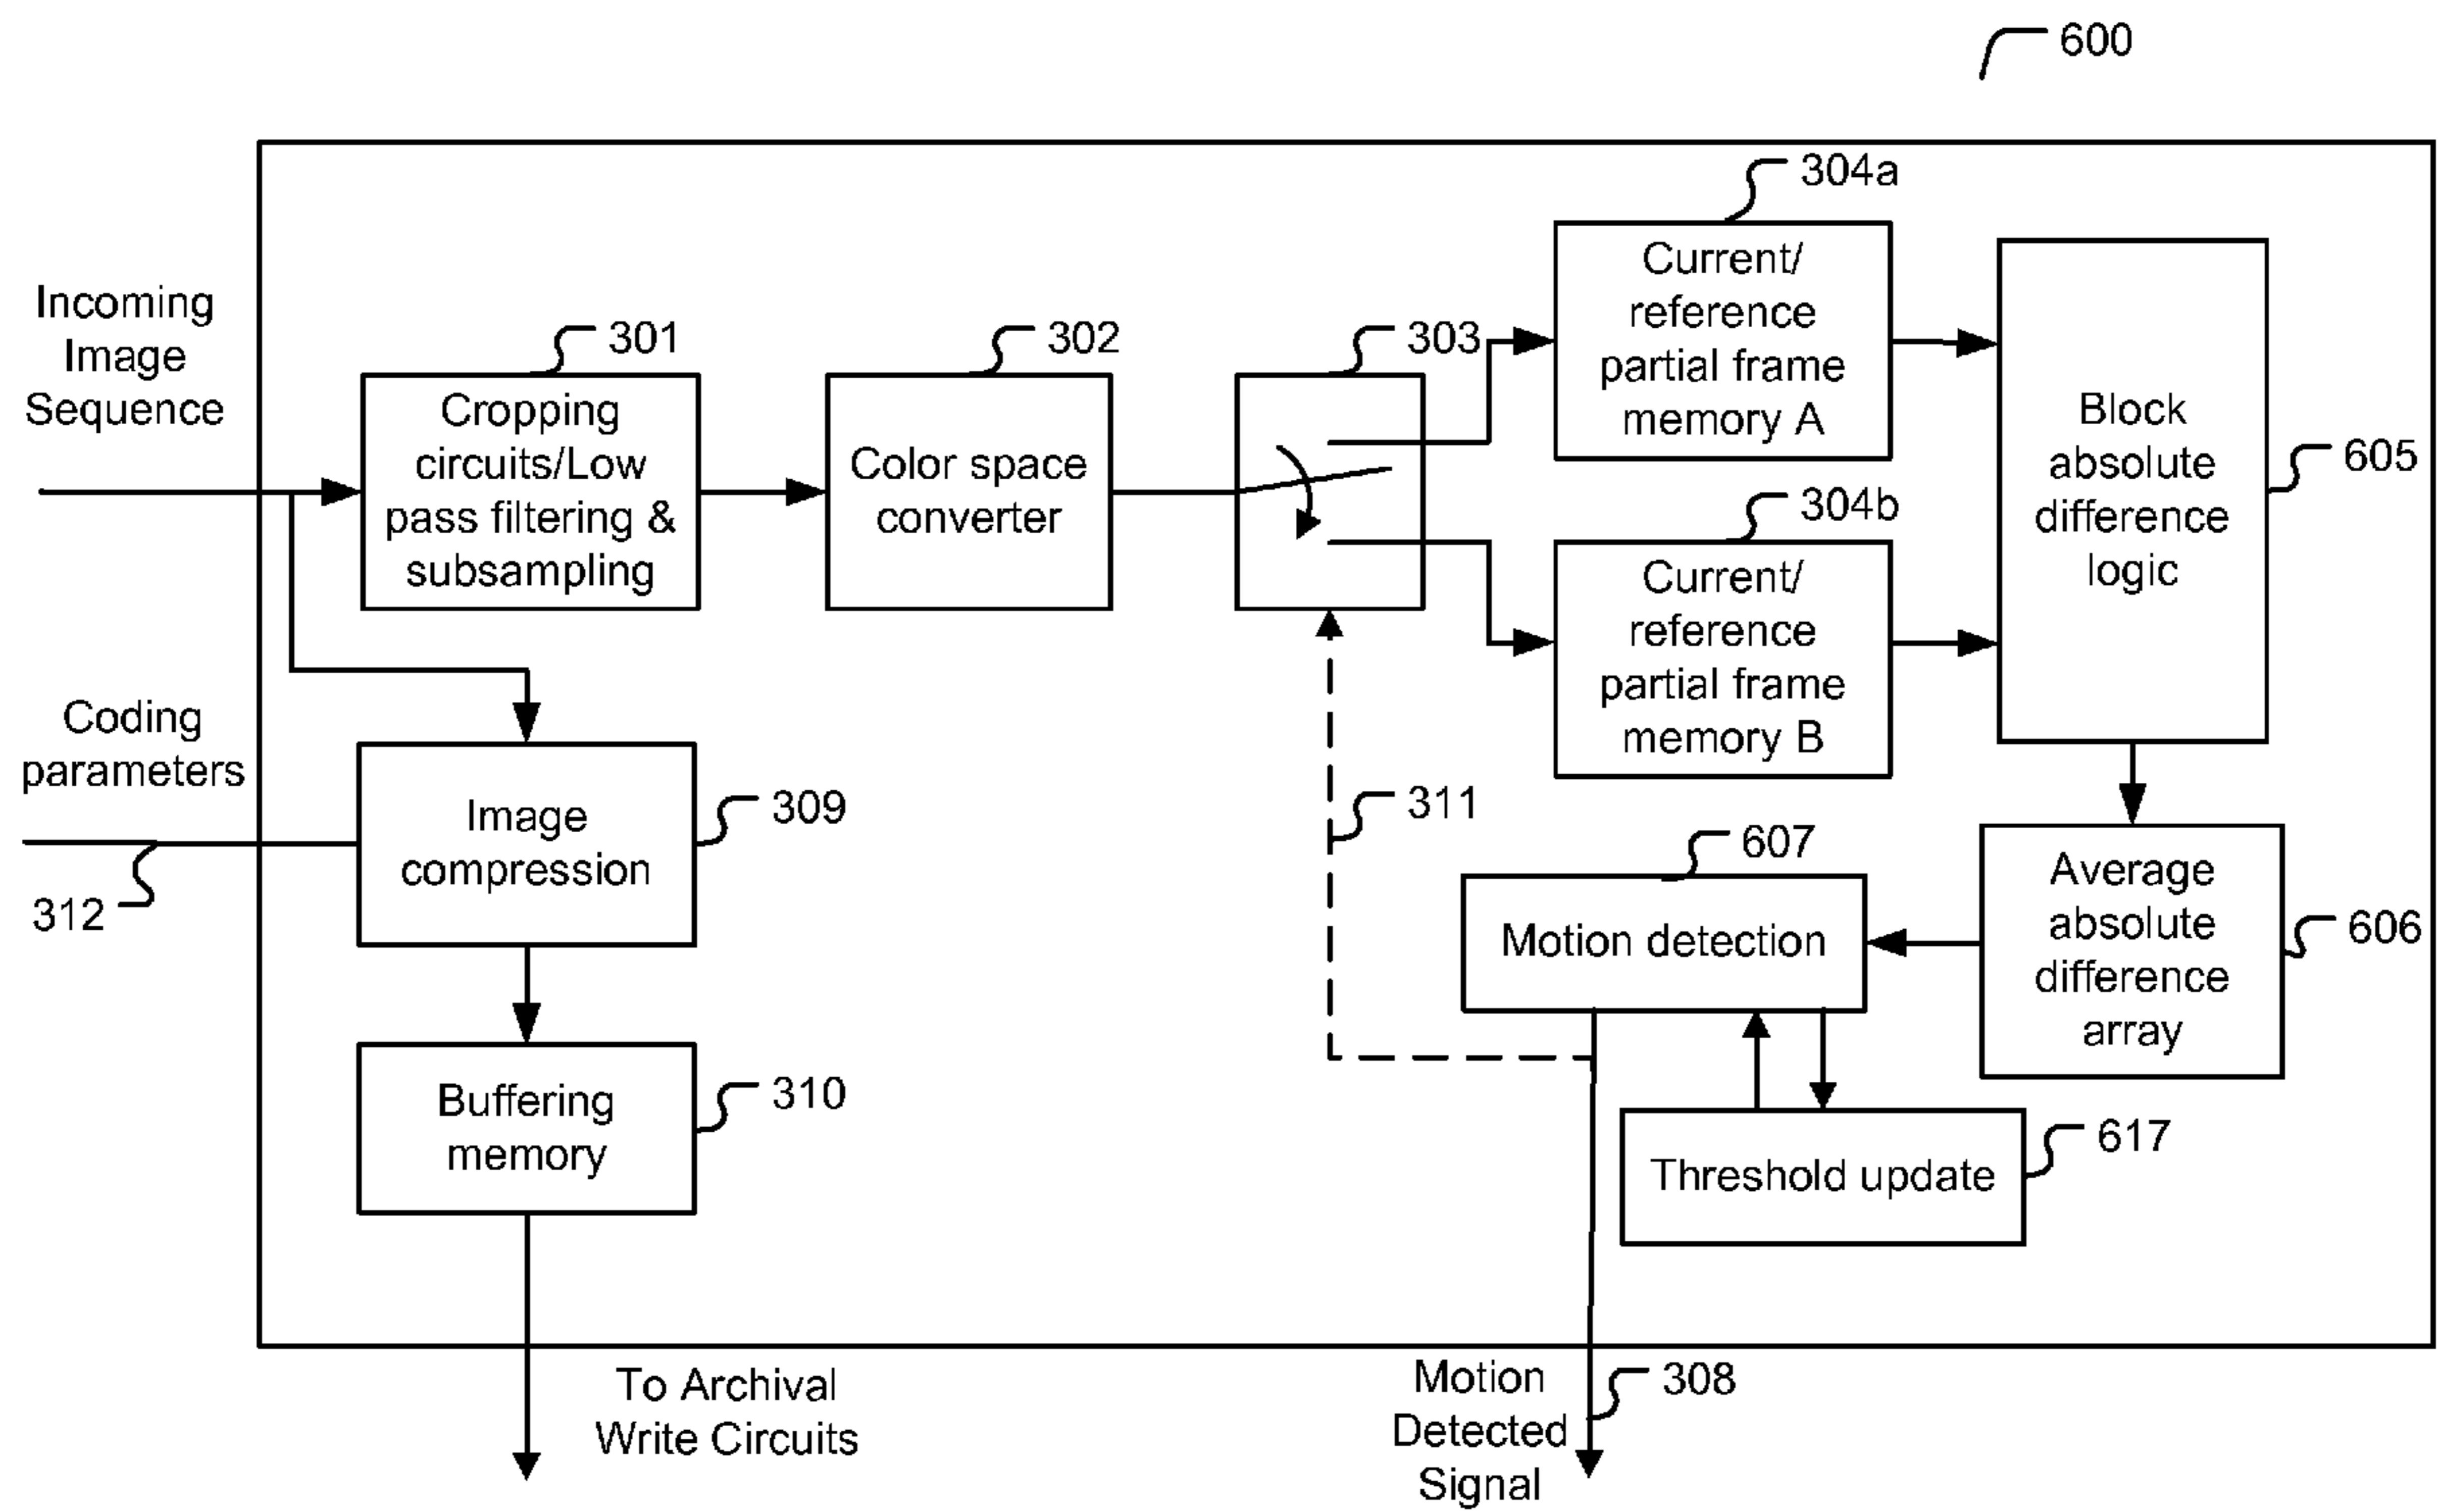 600
304a
Current/
reference
partial frame
memory A
Incoming
Image
Sequence
301
302
303
Cropping
circuits/Low
pass filtering &
subsampling
Color space
converter
Block
absolute
difference
logic
605
304b
Current/
reference
partial frame
memory B
Coding
parameters
312
Image
compression
309
311
607
Motion detection
Average
absolute
difference
array
606
Buffering
memory
310
Threshold update
617
To Archival
Write Circuits
Motion
Detected
Signal
308